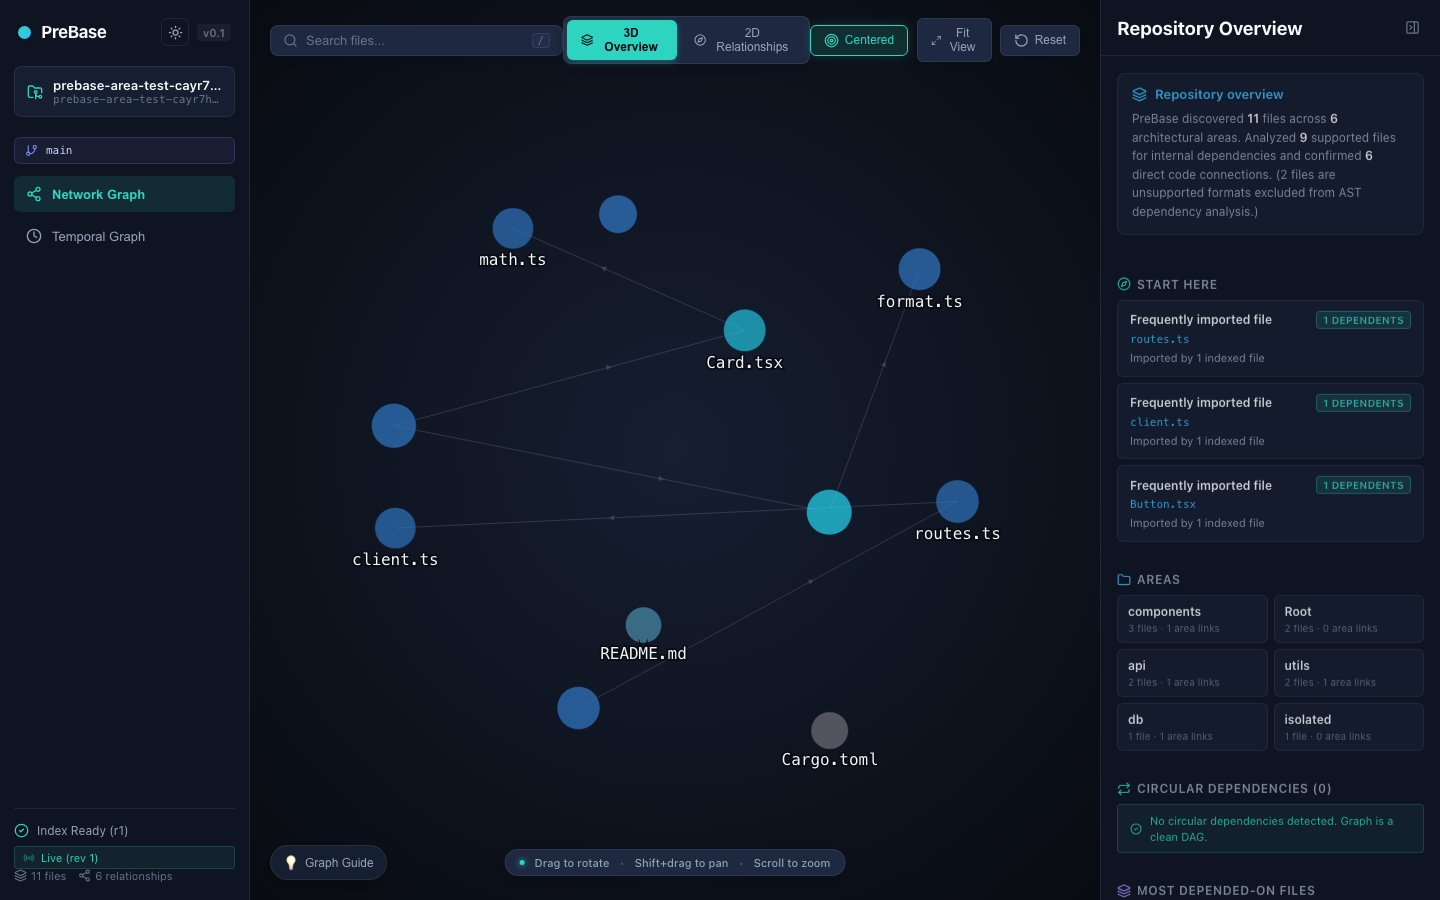 PreBase
v0.1
prebase-area-test-cayr7...
prebase-area-test-cayr7h...
main
Network Graph
Temporal Graph
Index Ready (r1)
Live (rev 1)
11 files
6 relationships
Search files...
/
3D
Overview
2D
Relationships
Centered
Fit
View
Reset
math.ts
format.ts
Card.tsx
client.ts
routes.ts
README.md
Cargo.toml
Graph Guide
Drag to rotate · Shift+drag to pan · Scroll to zoom
Repository Overview
Repository overview
PreBase discovered 11 files across 6
architectural areas. Analyzed 9 supported files
for internal dependencies and confirmed 6
direct code connections. (2 files are
unsupported formats excluded from AST
dependency analysis.)
START HERE
Frequently imported file
1 DEPENDENTS
routes.ts
Imported by 1 indexed file
Frequently imported file
1 DEPENDENTS
client.ts
Imported by 1 indexed file
Frequently imported file
1 DEPENDENTS
Button.tsx
Imported by 1 indexed file
AREAS
components
3 files · 1 area links
Root
2 files · 0 area links
api
2 files · 1 area links
utils
2 files · 1 area links
db
1 file · 1 area links
isolated
1 file · 0 area links
CIRCULAR DEPENDENCIES (0)
No circular dependencies detected. Graph is a
clean DAG.
MOST DEPENDED-ON FILES